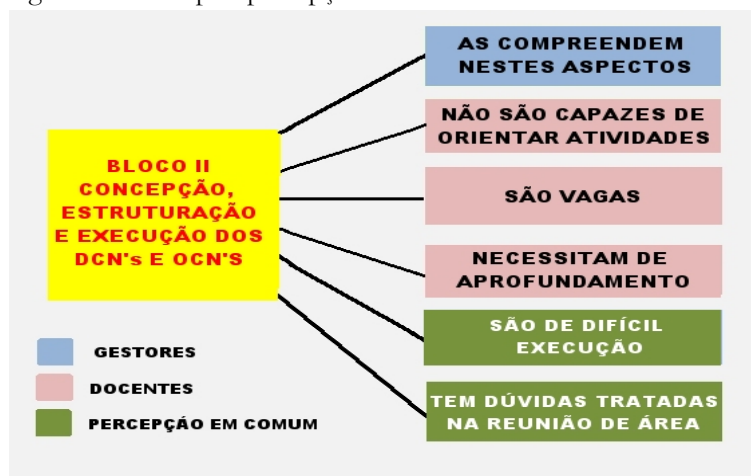 BLOCO II
CONCEPÇÃO,
ESTRUTURAÇÃO
E EXECUÇÃO DOS
DCN's E OCN'S
AS COMPREENDEM
NESTES ASPECTOS
NÃO SÃO CAPAZES DE
ORIENTAR ATIVIDADES
SÃO VAGAS
NECESSITAM DE
APROFUNDAMENTO
SÃO DE DIFÍCIL
EXECUÇÃO
TEM DÚVIDAS TRATADAS
NA REUNIÃO DE ÁREA
GESTORES
DOCENTES
PERCEPÇÃO EM COMUM